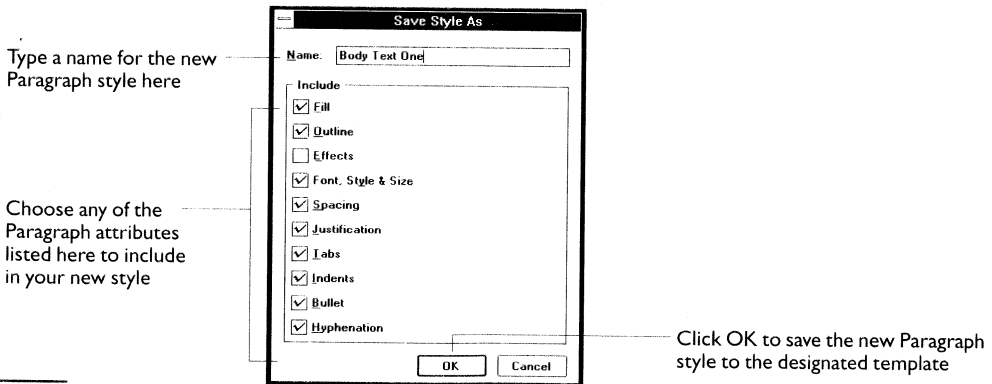 Save Style As
Name: Body Text One
Type a name for the new
Paragraph style here
Include
Fill
Outline
Effects
Font, Style & Size
Spacing
Justification
Tabs
Indents
Bullet
Hyphenation
Choose any of the
Paragraph attributes
listed here to include
in your new style
OK
Cancel
Click OK to save the new Paragraph
style to the designated template